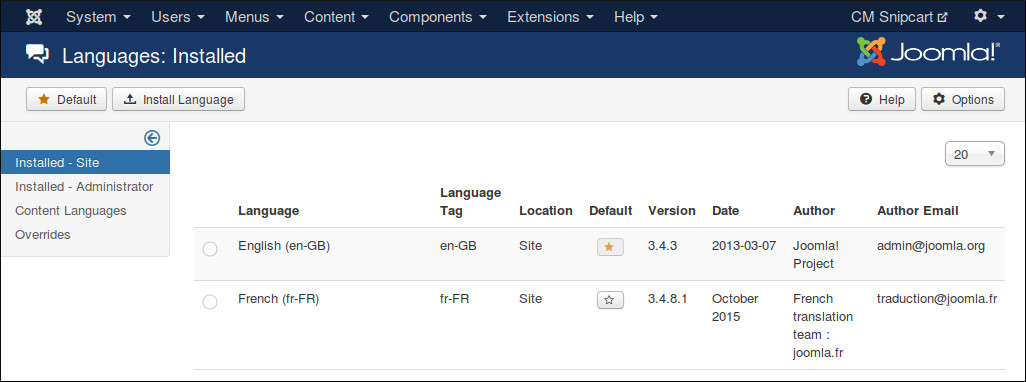 System Users Menus Content Components Extensions Help CM Snipcart
Languages: Installed Joomla!®
Default Install Language Help Options
Installed - Site
Installed - Administrator
Content Languages
Overrides
20
Language Language Tag Location Default Version Date Author Author Email
English (en-GB) en-GB Site 3.4.3 2013-03-07 Joomla! admin@joomla.org
Project
French (fr-FR) fr-FR Site 3.4.8.1 October French traduction@joomla.fr
2015 translation
team :
joomla.fr